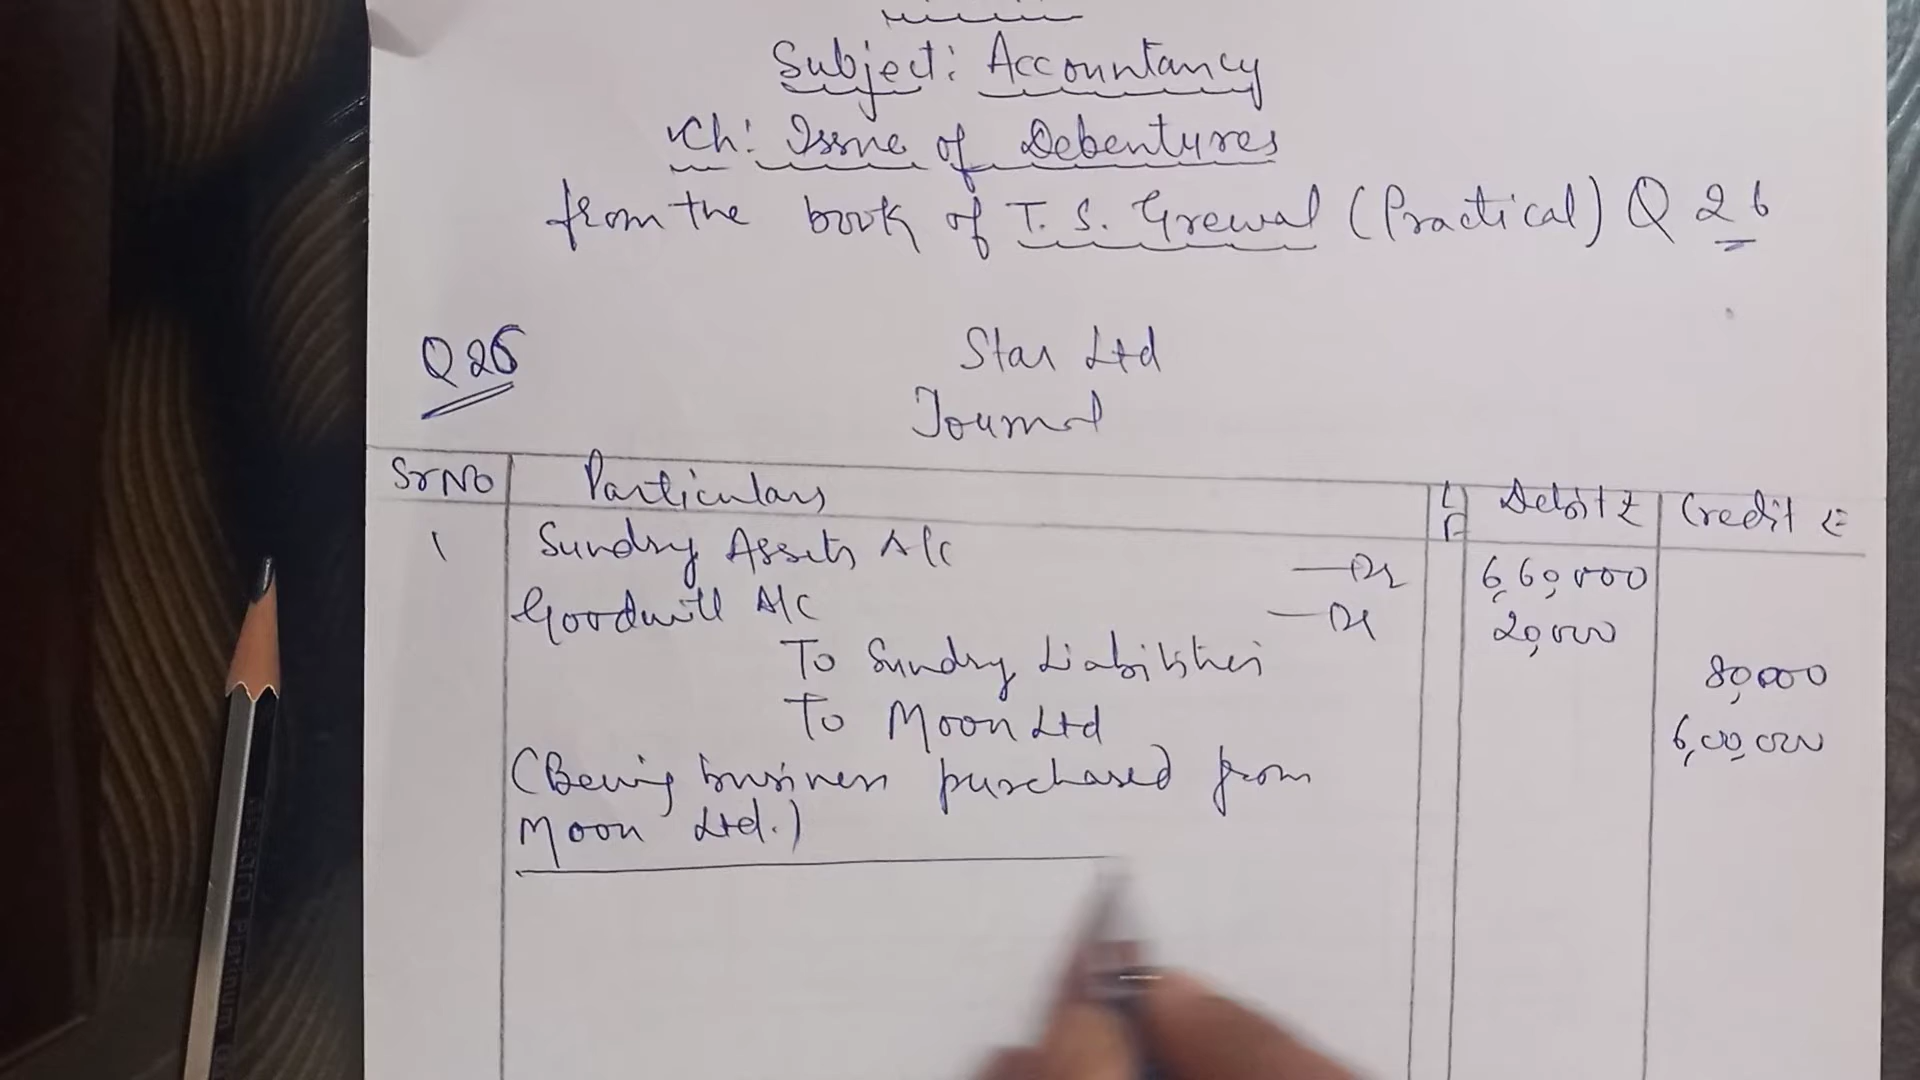 Subject: Accountancy
Ch: Issue of Debentures
from the book of T. S. Grewal (Practical) Q 26
Q 26
Star Ltd
Journal
Sr No Particulars LF Debit ₹ Credit ₹
1 Sundry Assets A/c —Dr 6,60,000
Goodwill A/c —Dr 20,000
To Sundry Liabilities 80,000
To Moon Ltd 6,00,000
(Being business purchased from
Moon Ltd.)